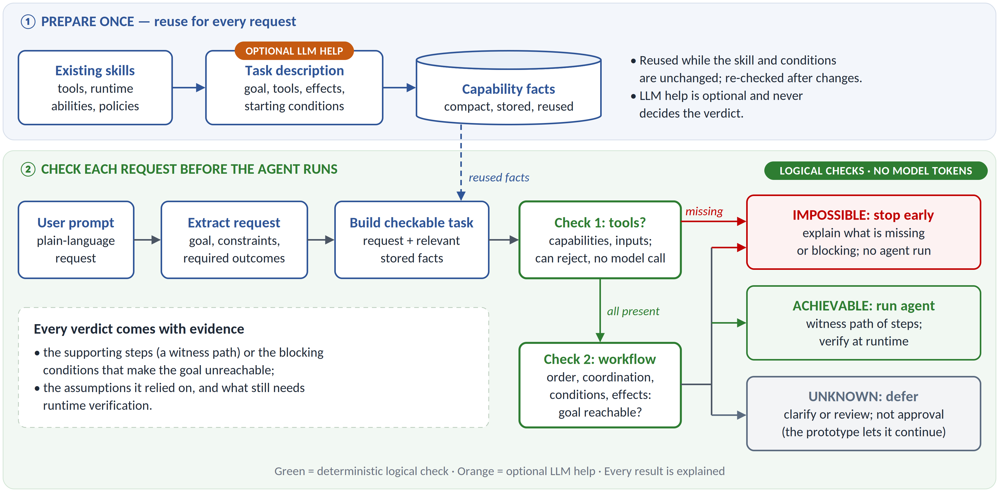 ① PREPARE ONCE — reuse for every request
OPTIONAL LLM HELP
Existing skills
tools, runtime
abilities, policies
Task description
goal, tools, effects,
starting conditions
Capability facts
compact, stored, reused
• Reused while the skill and conditions
are unchanged; re-checked after changes.
• LLM help is optional and never
decides the verdict.
② CHECK EACH REQUEST BEFORE THE AGENT RUNS
LOGICAL CHECKS · NO MODEL TOKENS
reused facts
User prompt
plain-language
request
Extract request
goal, constraints,
required outcomes
Build checkable task
request + relevant
stored facts
Check 1: tools?
capabilities, inputs;
can reject, no model call
missing
IMPOSSIBLE: stop early
explain what is missing
or blocking; no agent run
all present
ACHIEVABLE: run agent
witness path of steps;
verify at runtime
Every verdict comes with evidence
• the supporting steps (a witness path) or the blocking
conditions that make the goal unreachable;
• the assumptions it relied on, and what still needs
runtime verification.
Check 2: workflow
order, coordination,
conditions, effects:
goal reachable?
UNKNOWN: defer
clarify or review; not approval
(the prototype lets it continue)
Green = deterministic logical check · Orange = optional LLM help · Every result is explained